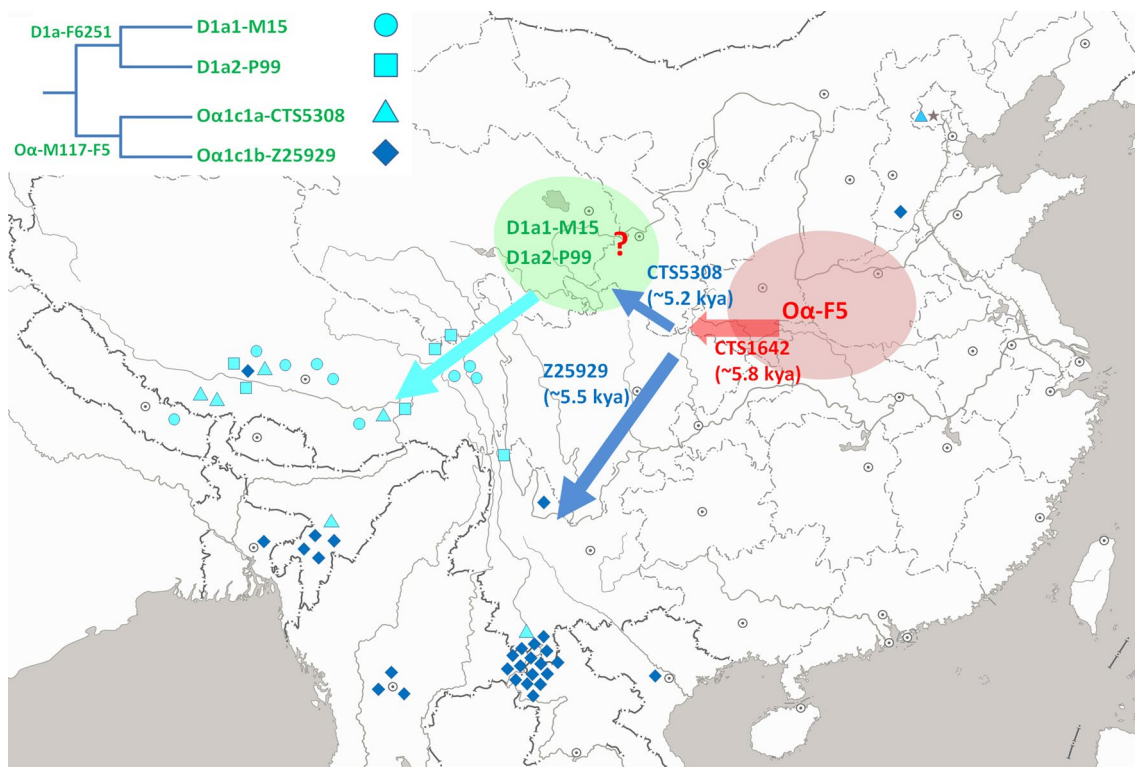 D1a-F6251
D1a1-M15
D1a2-P99
Oα1c1a-CTS5308
Oα-M117-F5
Oα1c1b-Z25929
D1a1-M15
D1a2-P99
?
CTS5308
(~5.2 kya)
Oα-F5
CTS1642
(~5.8 kya)
Z25929
(~5.5 kya)